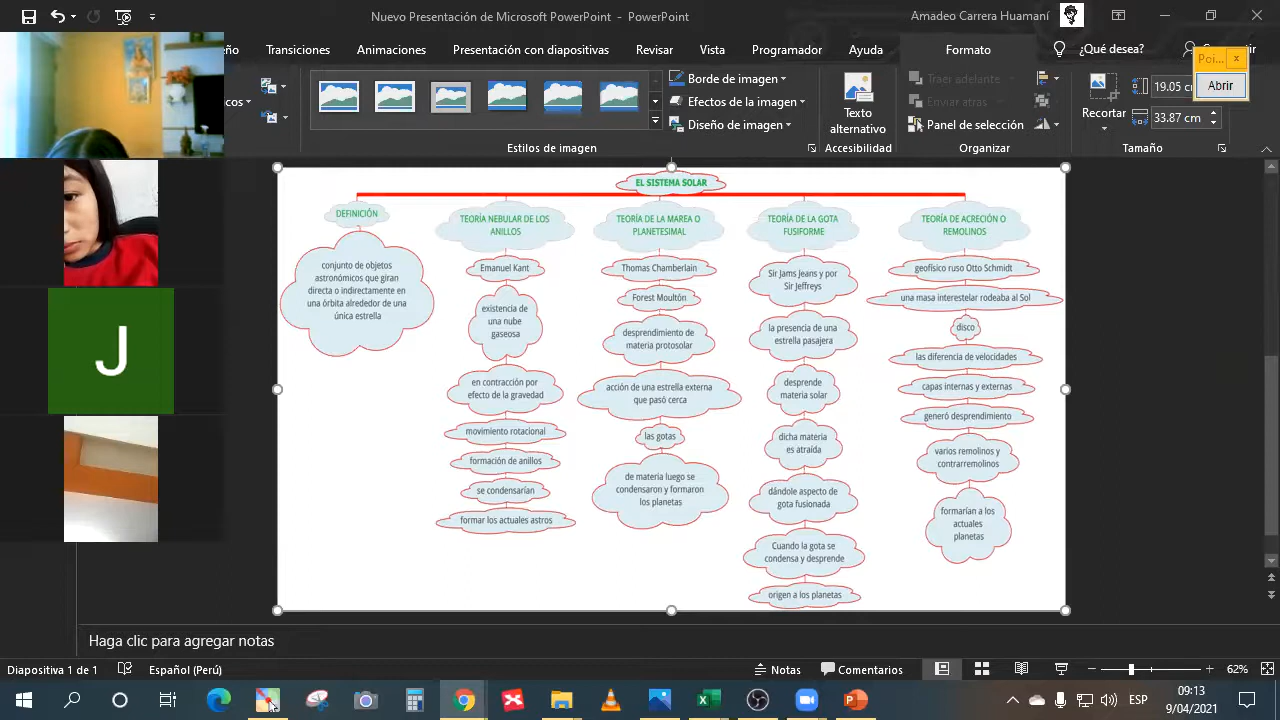 Nuevo Presentación de Microsoft PowerPoint - PowerPoint
Amadeo Carrera Huamaní
Transiciones
Animaciones
Presentación con diapositivas
Revisar
Vista
Programador
Ayuda
Formato
¿Qué desea?
Poi...
Abrir
Borde de imagen
Efectos de la imagen
Diseño de imagen
Estilos de imagen
Texto
alternativo
Accesibilidad
Traer adelante
Enviar atras
Panel de selección
Organizar
Recortar
19.05 c
33.87 cm
Tamaño
EL SISTEMA SOLAR
DEFINICIÓN
conjunto de objetos
astronómicos que giran
directa o indirectamente en
una órbita alrededor de una
única estrella
TEORÍA NEBULAR DE LOS
ANILLOS
Emanuel Kant
existencia de
una nube
gaseosa
en contracción por
efecto de la gravedad
movimiento rotacional
formación de anillos
se condensarían
formar los actuales astros
TEORÍA DE LA MAREA O
PLANETESIMAL
Thomas Chamberlain
Forest Moultón
desprendimiento de
materia protosolar
acción de una estrella externa
que pasó cerca
las gotas
de materia luego se
condensaron y formaron
los planetas
TEORÍA DE LA GOTA
FUSIFORME
Sir Jams Jeans y por
Sir Jeffreys
la presencia de una
estrella pasajera
desprende
materia solar
dicha materia
es atraída
dándole aspecto de
gota fusionada
Cuando la gota se
condensa y desprende
origen a los planetas
TEORÍA DE ACRECIÓN O
REMOLINOS
geofísico ruso Otto Schmidt
una masa interestelar rodeaba al Sol
disco
las diferencia de velocidades
capas internas y externas
generó desprendimiento
varios remolinos y
contrarremolinos
formarían a los
actuales
planetas
J
Haga clic para agregar notas
Diapositiva 1 de 1
Español (Perú)
Notas
Comentarios
62%
ESP
09:13
9/04/2021